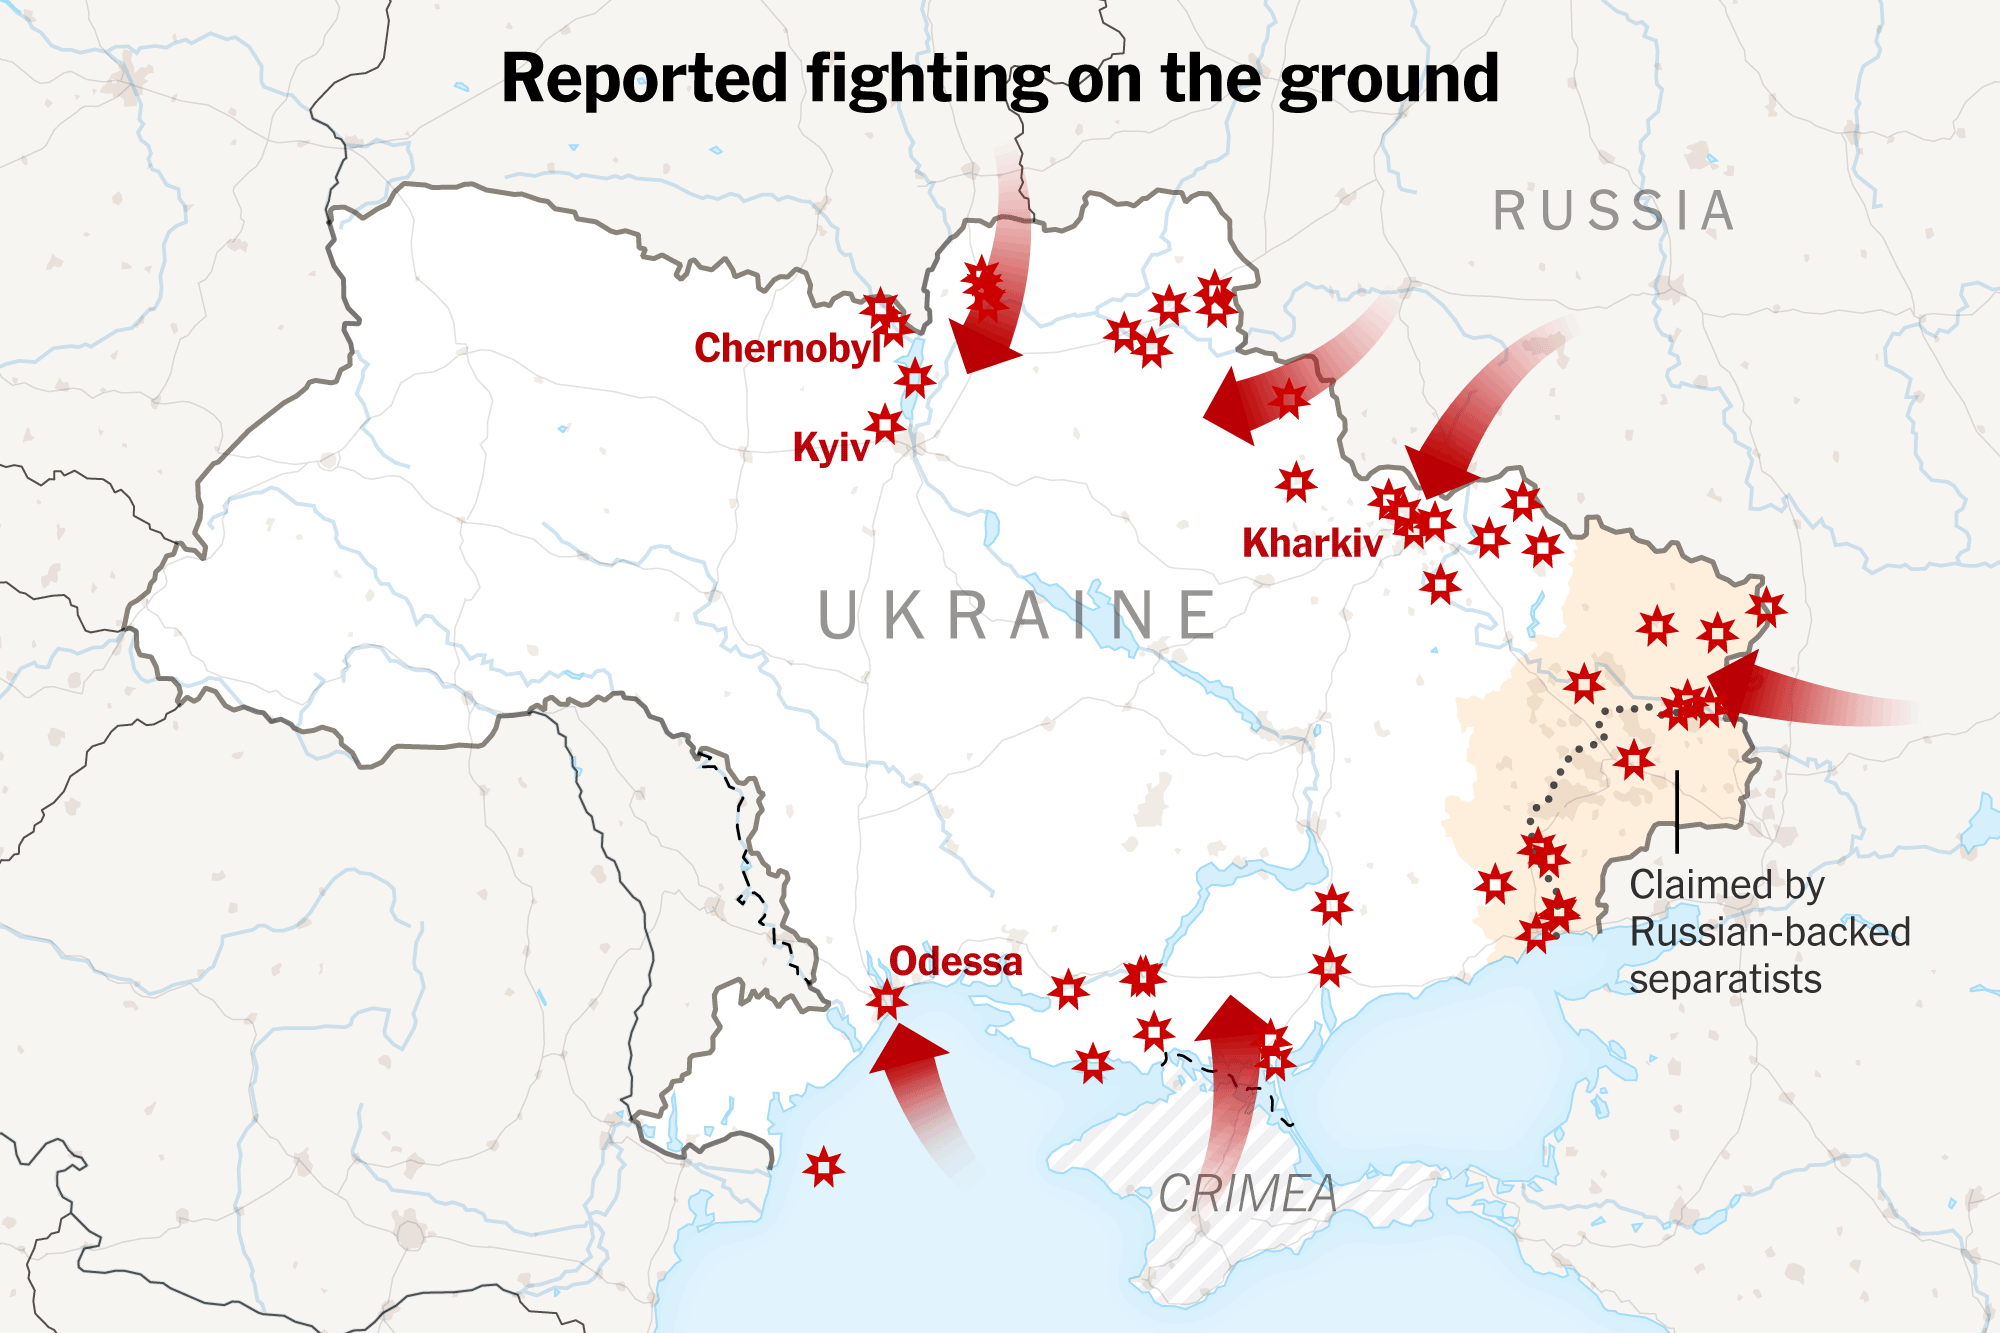 Reported fighting on the ground
RUSSIA
Chernobyl
Kyiv
Kharkiv
UKRAINE
Claimed by
Russian-backed
separatists
Odessa
CRIMEA